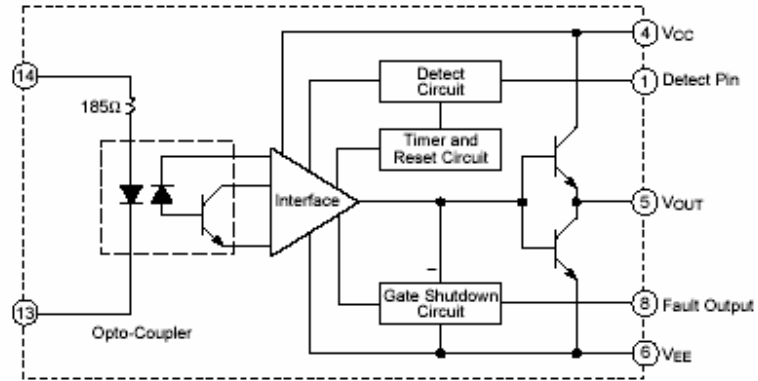 14
185Ω
13
Opto-Coupler
Interface
Detect
Circuit
Timer and
Reset Circuit
–
Gate Shutdown
Circuit
4 VCC
1 Detect Pin
5 VOUT
8 Fault Output
6 VEE